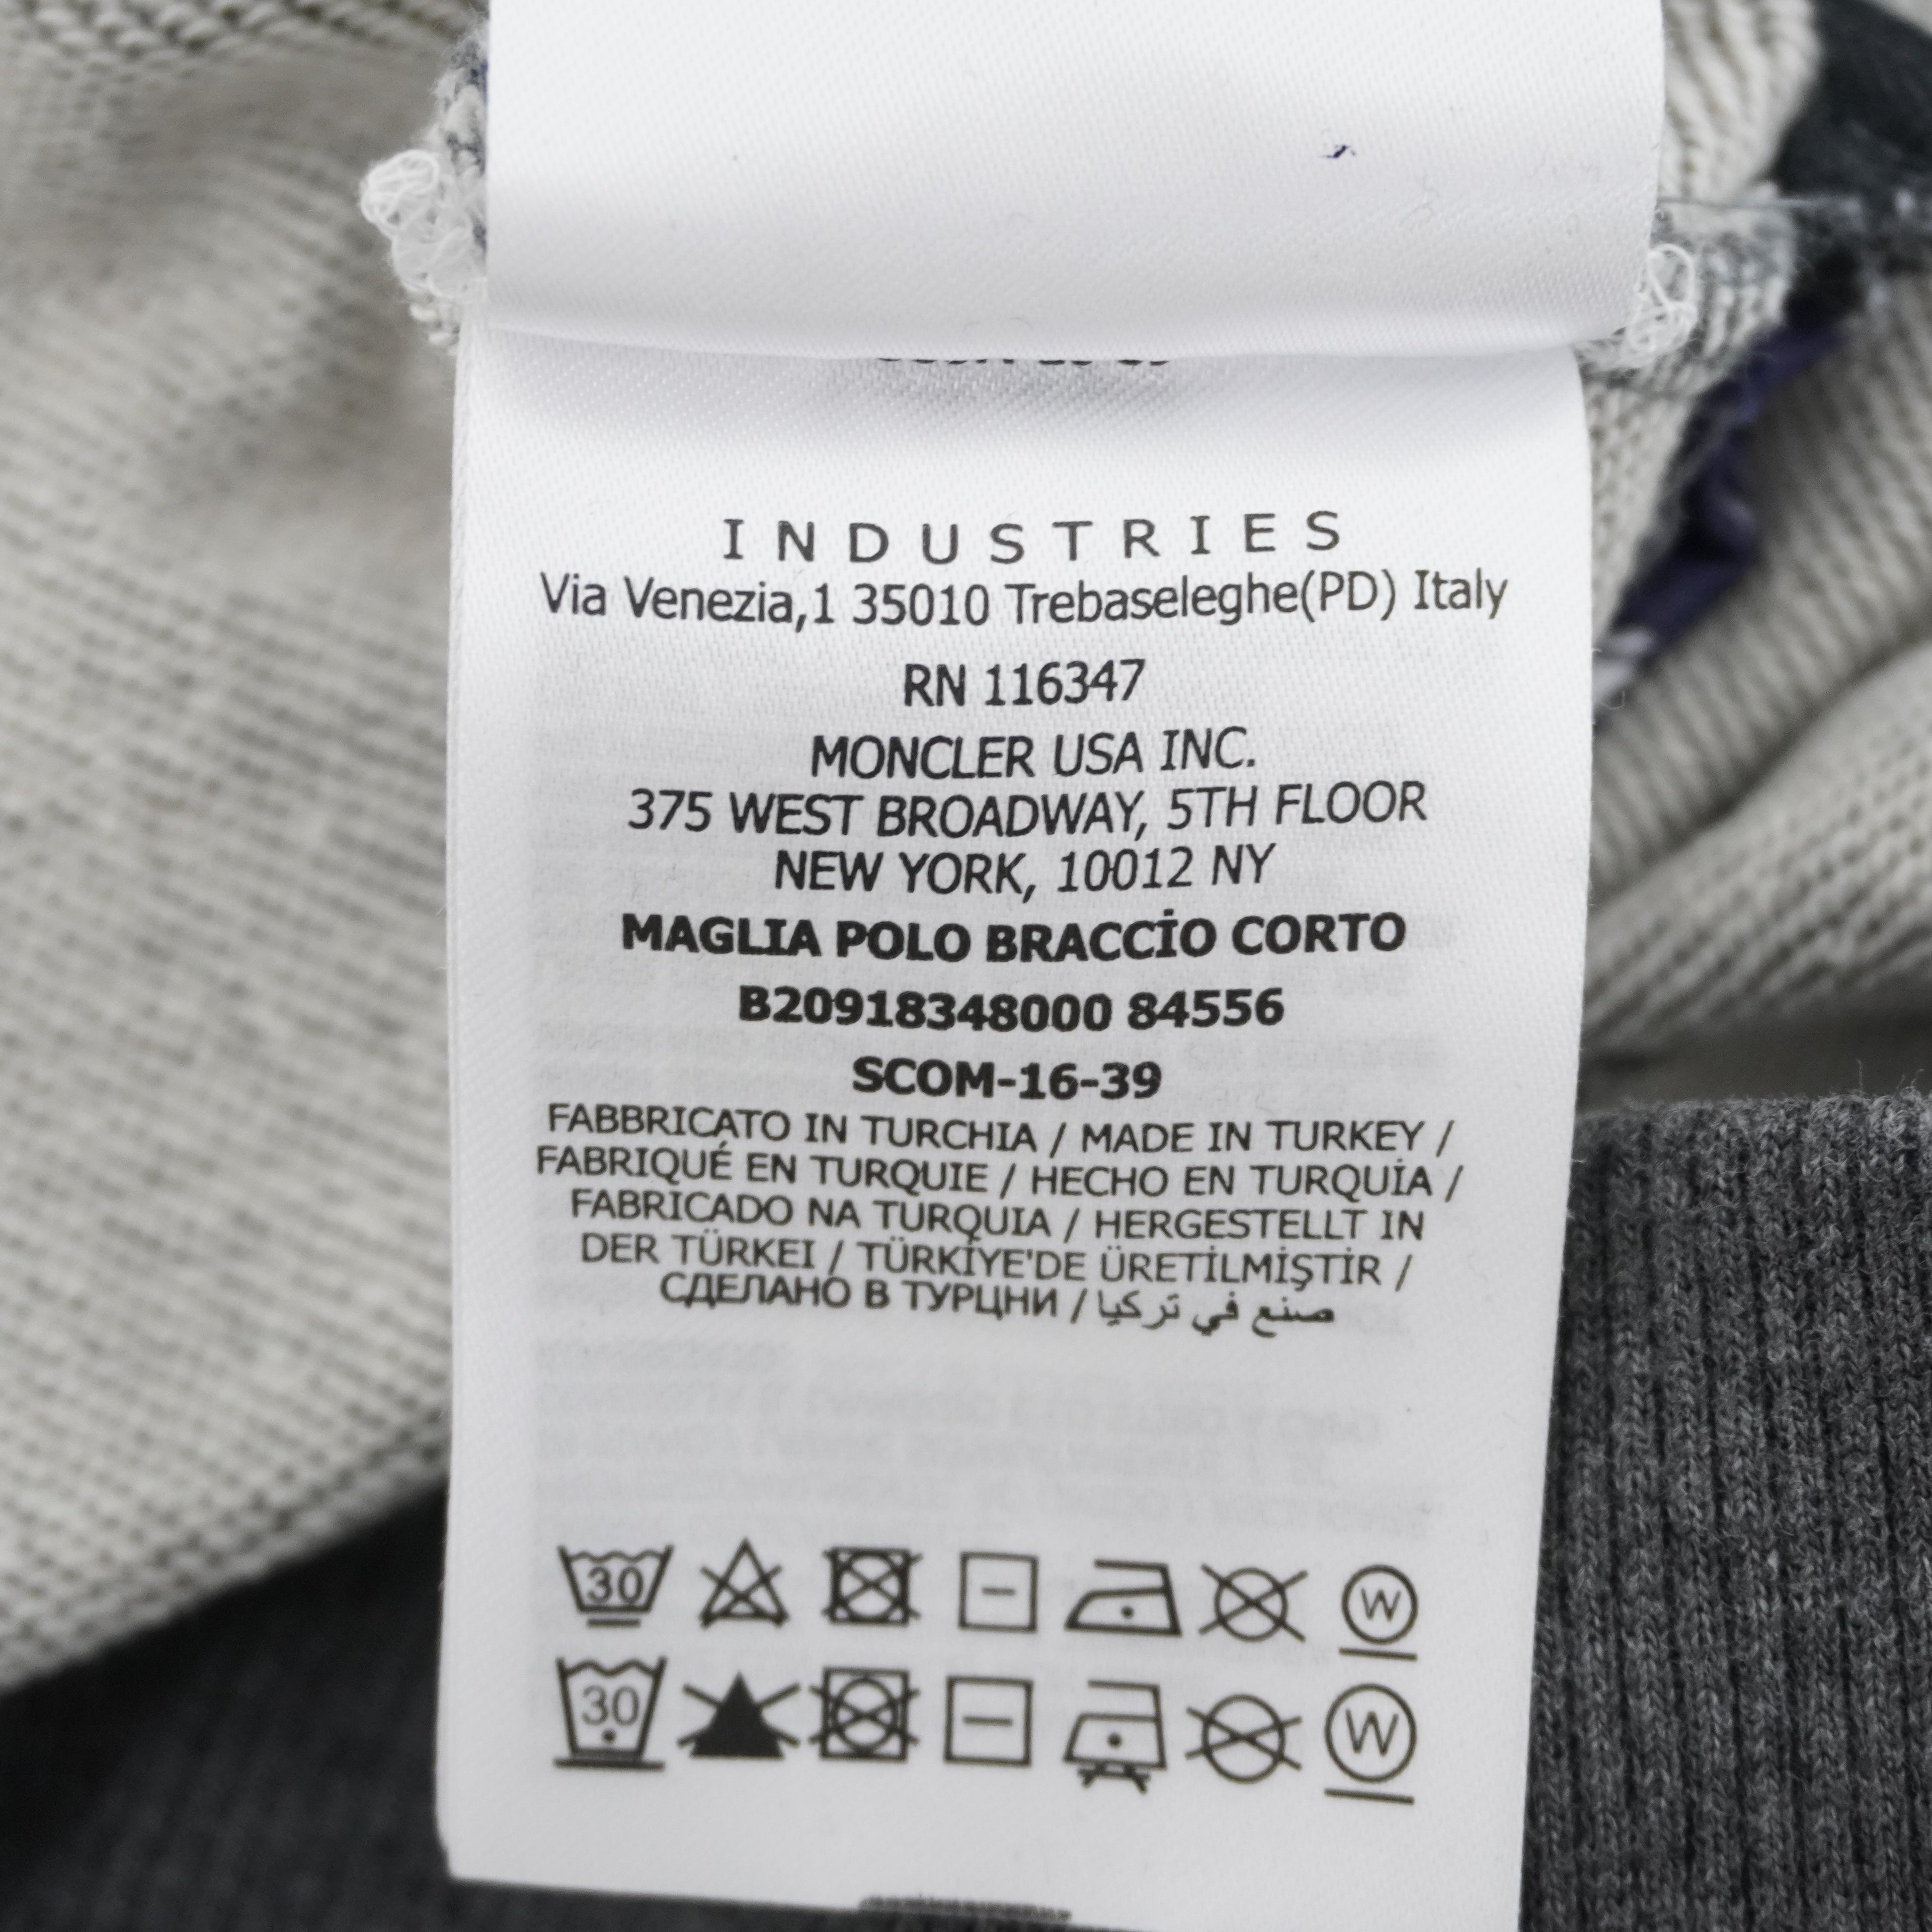 INDUSTRIES
Via Venezia,1 35010 Trebaseleghe(PD) Italy
RN 116347
MONCLER USA INC.
375 WEST BROADWAY, 5TH FLOOR
NEW YORK, 10012 NY
MAGLIA POLO BRACCİO CORTO
B20918348000 84556
SCOM-16-39
FABBRICATO IN TURCHIA / MADE IN TURKEY /
FABRIQUÉ EN TURQUIE / HECHO EN TURQUİA /
FABRICADO NA TURQUIA / HERGESTELLT IN
DER TÜRKEI / TÜRKİYE'DE ÜRETİLMİŞTİR /
СДЕЛАНО В ТУРЦНИ / صنع في تركيا
30 W
30 W